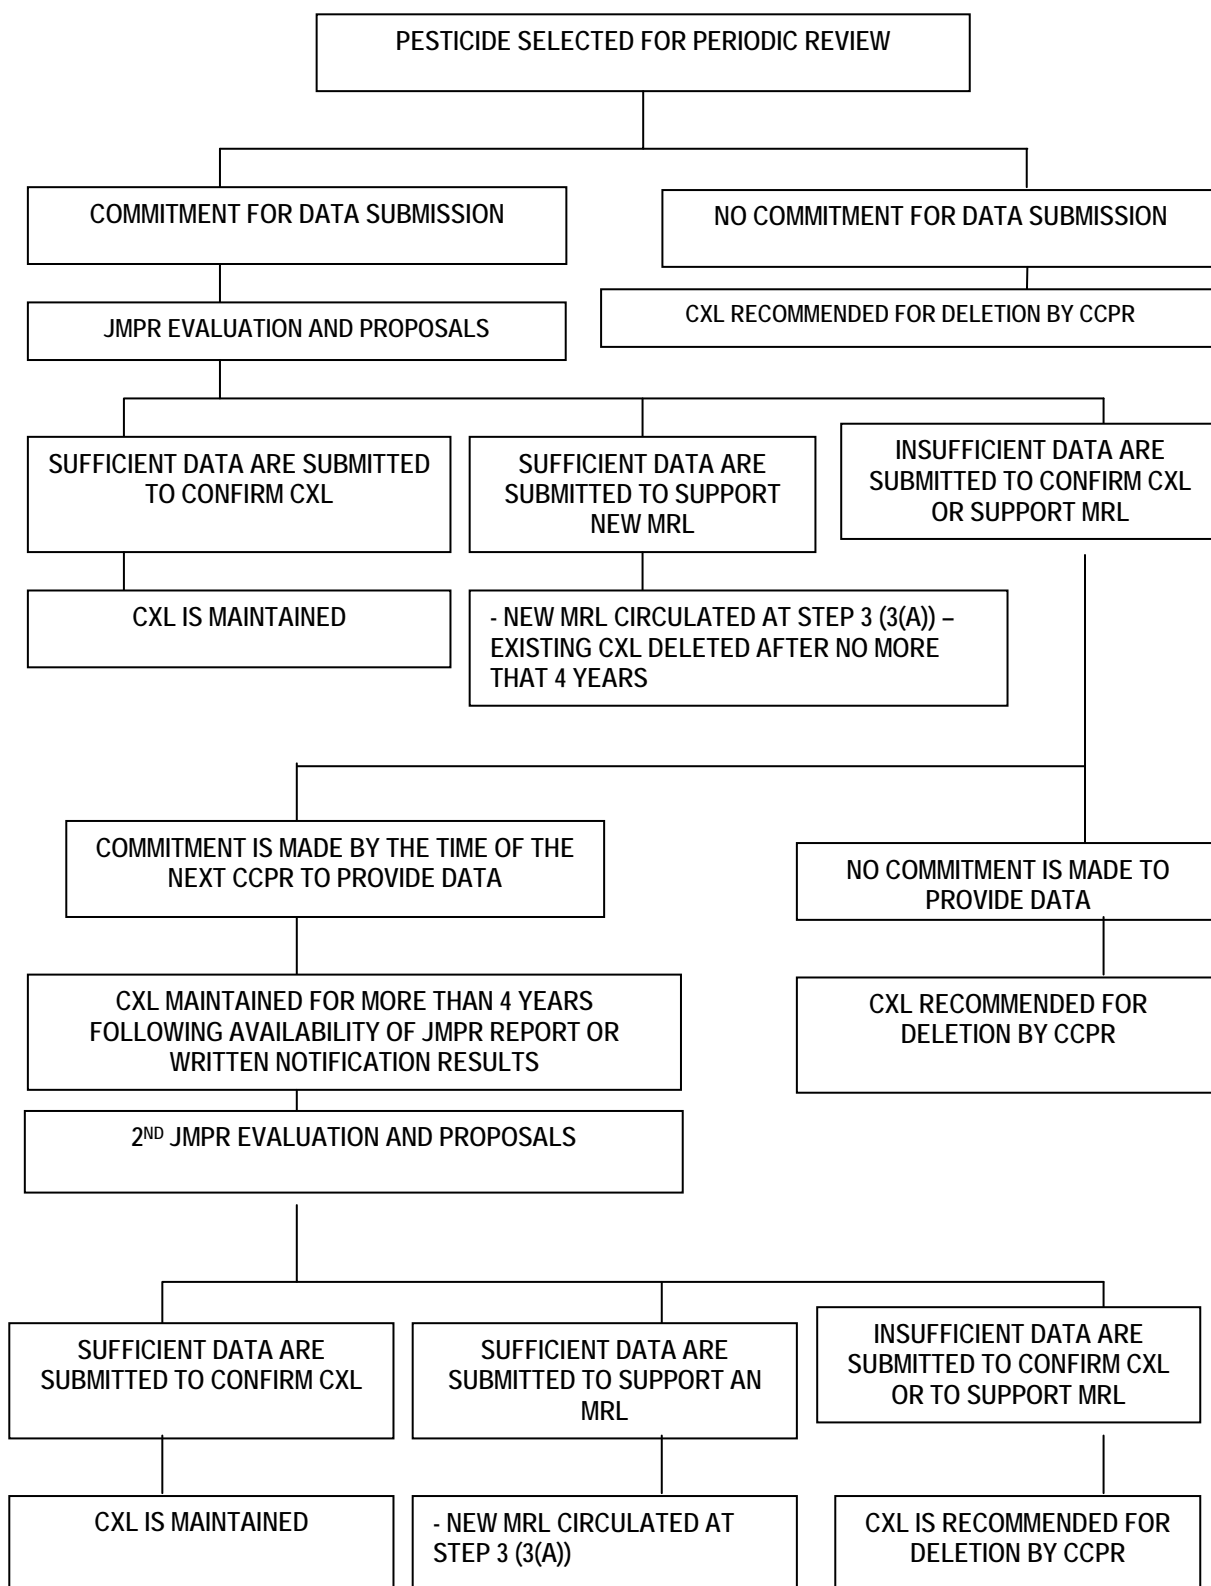 PESTICIDE SELECTED FOR PERIODIC REVIEW
COMMITMENT FOR DATA SUBMISSION
NO COMMITMENT FOR DATA SUBMISSION
JMPR EVALUATION AND PROPOSALS
CXL RECOMMENDED FOR DELETION BY CCPR
SUFFICIENT DATA ARE SUBMITTED
TO CONFIRM CXL
SUFFICIENT DATA ARE
SUBMITTED TO SUPPORT
NEW MRL
INSUFFICIENT DATA ARE
SUBMITTED TO CONFIRM CXL
OR SUPPORT MRL
CXL IS MAINTAINED
- NEW MRL CIRCULATED AT STEP 3 (3(A)) –
EXISTING CXL DELETED AFTER NO MORE
THAT 4 YEARS
COMMITMENT IS MADE BY THE TIME OF THE
NEXT CCPR TO PROVIDE DATA
NO COMMITMENT IS MADE TO
PROVIDE DATA
CXL MAINTAINED FOR MORE THAN 4 YEARS
FOLLOWING AVAILABILITY OF JMPR REPORT OR
WRITTEN NOTIFICATION RESULTS
CXL RECOMMENDED FOR
DELETION BY CCPR
2ND JMPR EVALUATION AND PROPOSALS
SUFFICIENT DATA ARE
SUBMITTED TO CONFIRM CXL
SUFFICIENT DATA ARE
SUBMITTED TO SUPPORT AN
MRL
INSUFFICIENT DATA ARE
SUBMITTED TO CONFIRM CXL
OR TO SUPPORT MRL
CXL IS MAINTAINED
- NEW MRL CIRCULATED AT
STEP 3 (3(A))
CXL IS RECOMMENDED FOR
DELETION BY CCPR